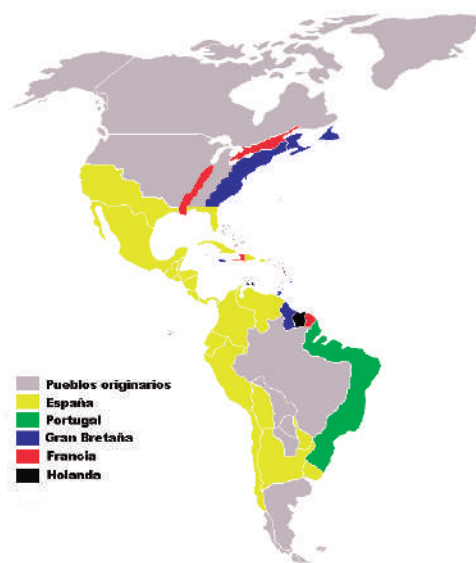 Pueblos originarios
España
Portugal
Gran Bretaña
Francia
Holanda